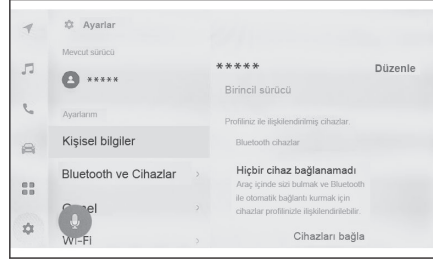 Ayarlar
Mevcut sürücü
*****
Ayarlarım
Kişisel bilgiler
Bluetooth ve Cihazlar
Genel
Wi-Fi
*****
Düzenle
Birincil sürücü
Profiliniz ile ilişkilendirilmiş cihazlar.
Bluetooth cihazlar
Hiçbir cihaz bağlanamadı
Araç içinde sizi bulmak ve Bluetooth
ile otomatik bağlantı kurmak için
cihazlar profilinizle ilişkilendirilebilir.
Cihazları bağla